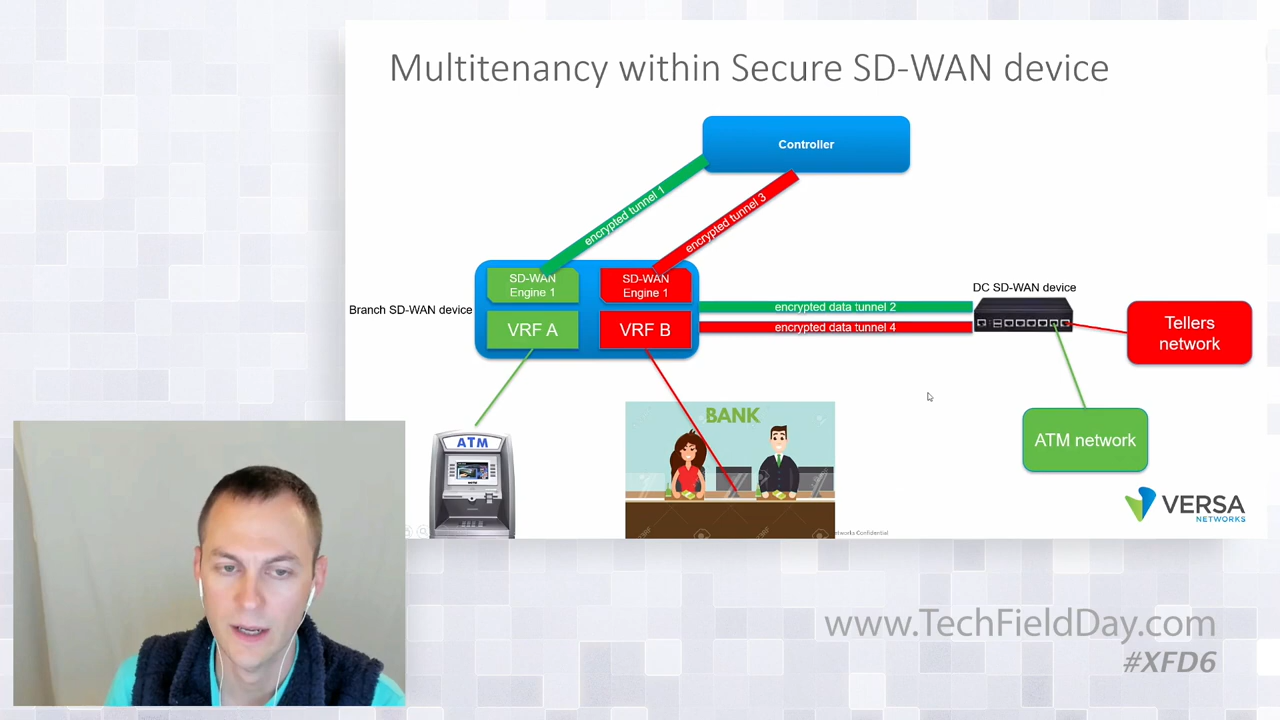 Multitenancy within Secure SD-WAN device
Controller
encrypted tunnel 1
encrypted tunnel 3
SD-WAN
Engine 1
SD-WAN
Engine 1
Branch SD-WAN device
VRF A
VRF B
encrypted data tunnel 2
encrypted data tunnel 4
DC SD-WAN device
Tellers
network
ATM network
ATM
BANK
VERSA
NETWORKS
etworks Confidential
www.TechFieldDay.com
#XFD6